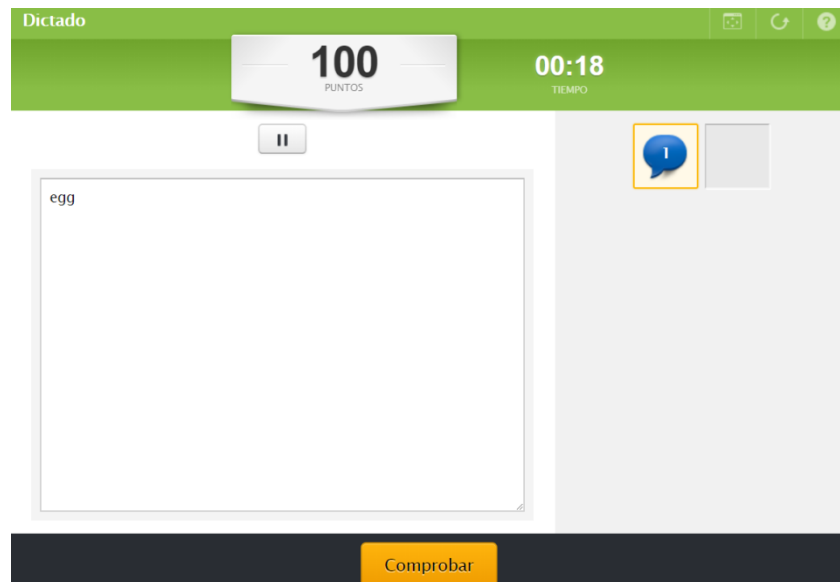 Dictado
100
PUNTOS
00:18
TIEMPO
1
egg
Comprobar